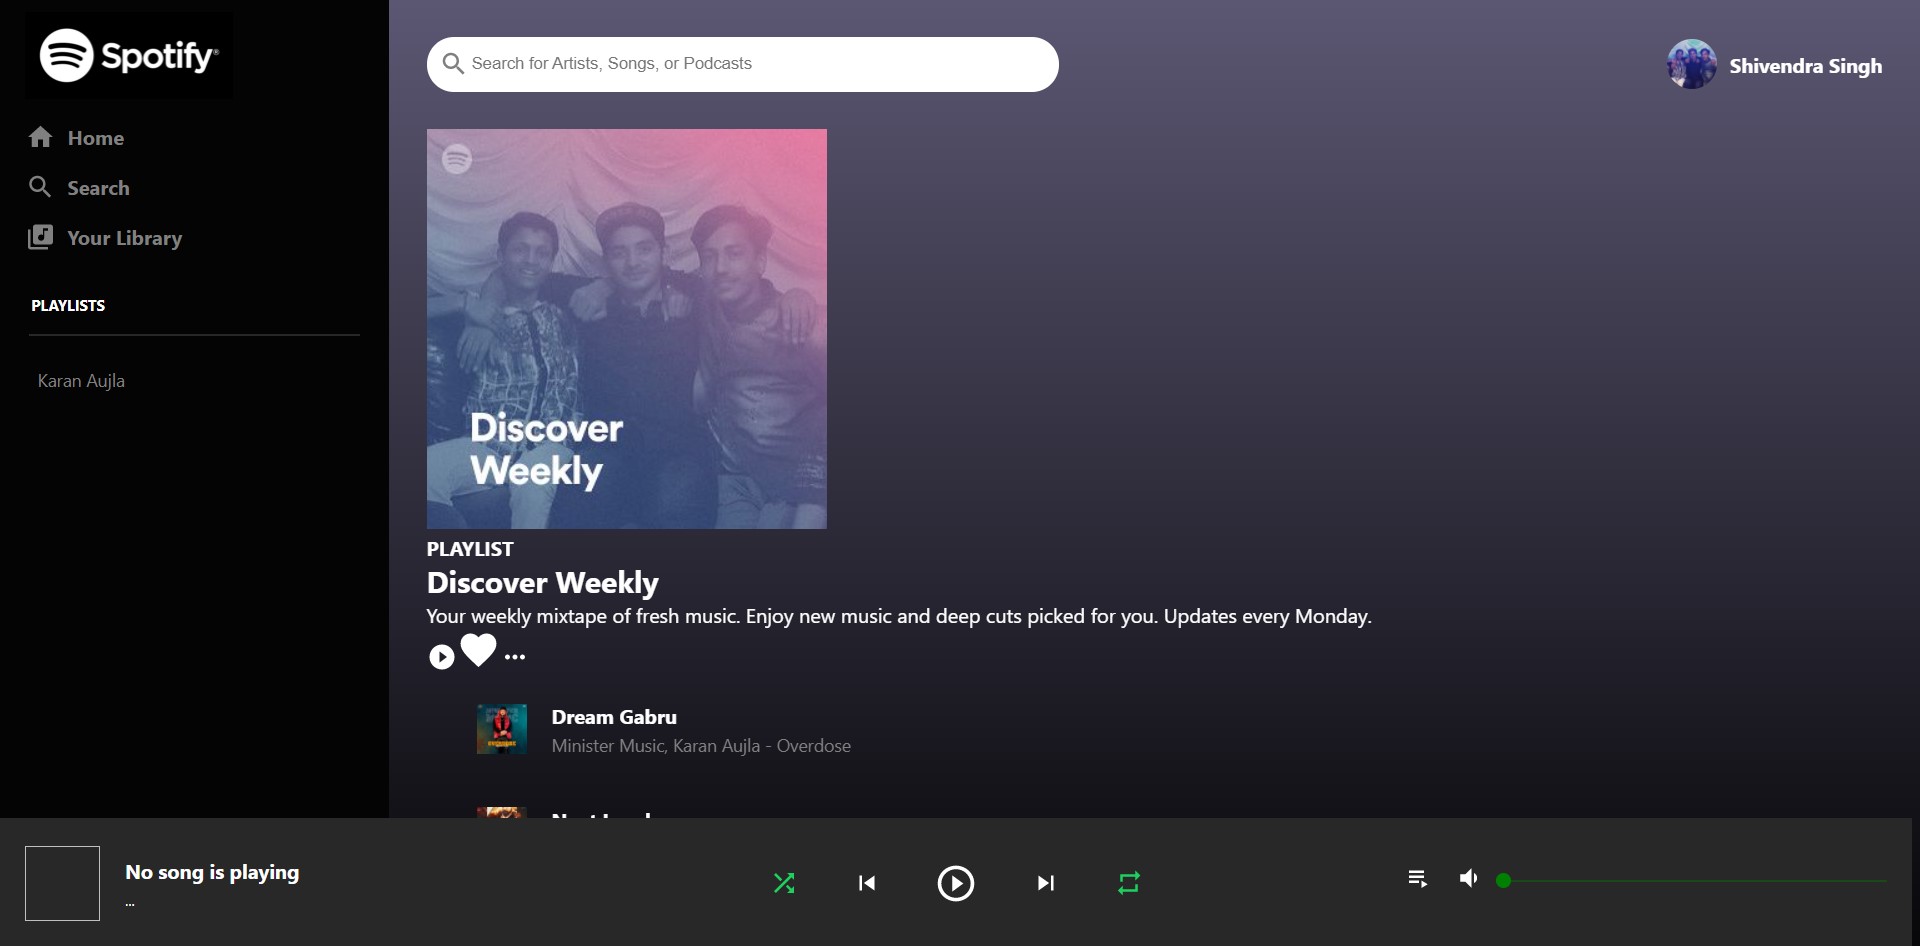 Spotify®
Home
Search
Your Library
PLAYLISTS
Karan Aujla
Search for Artists, Songs, or Podcasts
Shivendra Singh
Discover
Weekly
PLAYLIST
Discover Weekly
Your weekly mixtape of fresh music. Enjoy new music and deep cuts picked for you. Updates every Monday.
Dream Gabru
Minister Music, Karan Aujla - Overdose
No song is playing
...